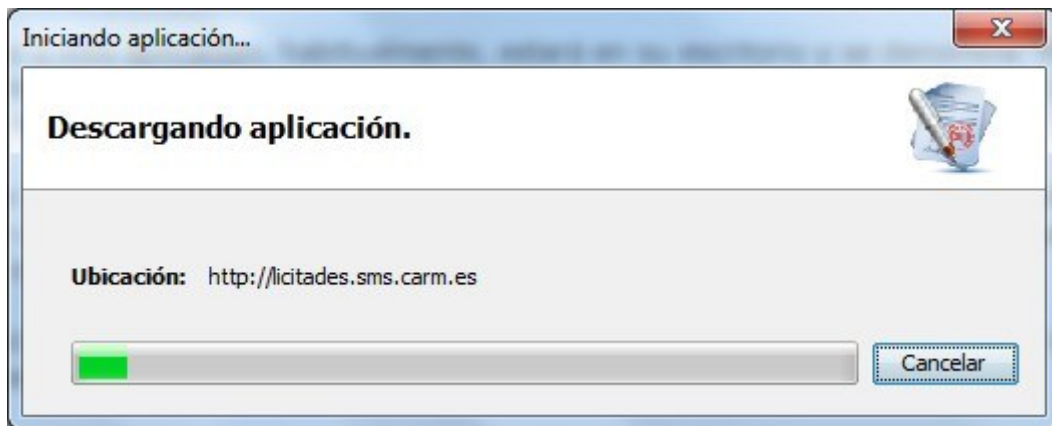 Iniciando aplicación...
Descargando aplicación.
Ubicación: http://licitades.sms.carm.es
Cancelar